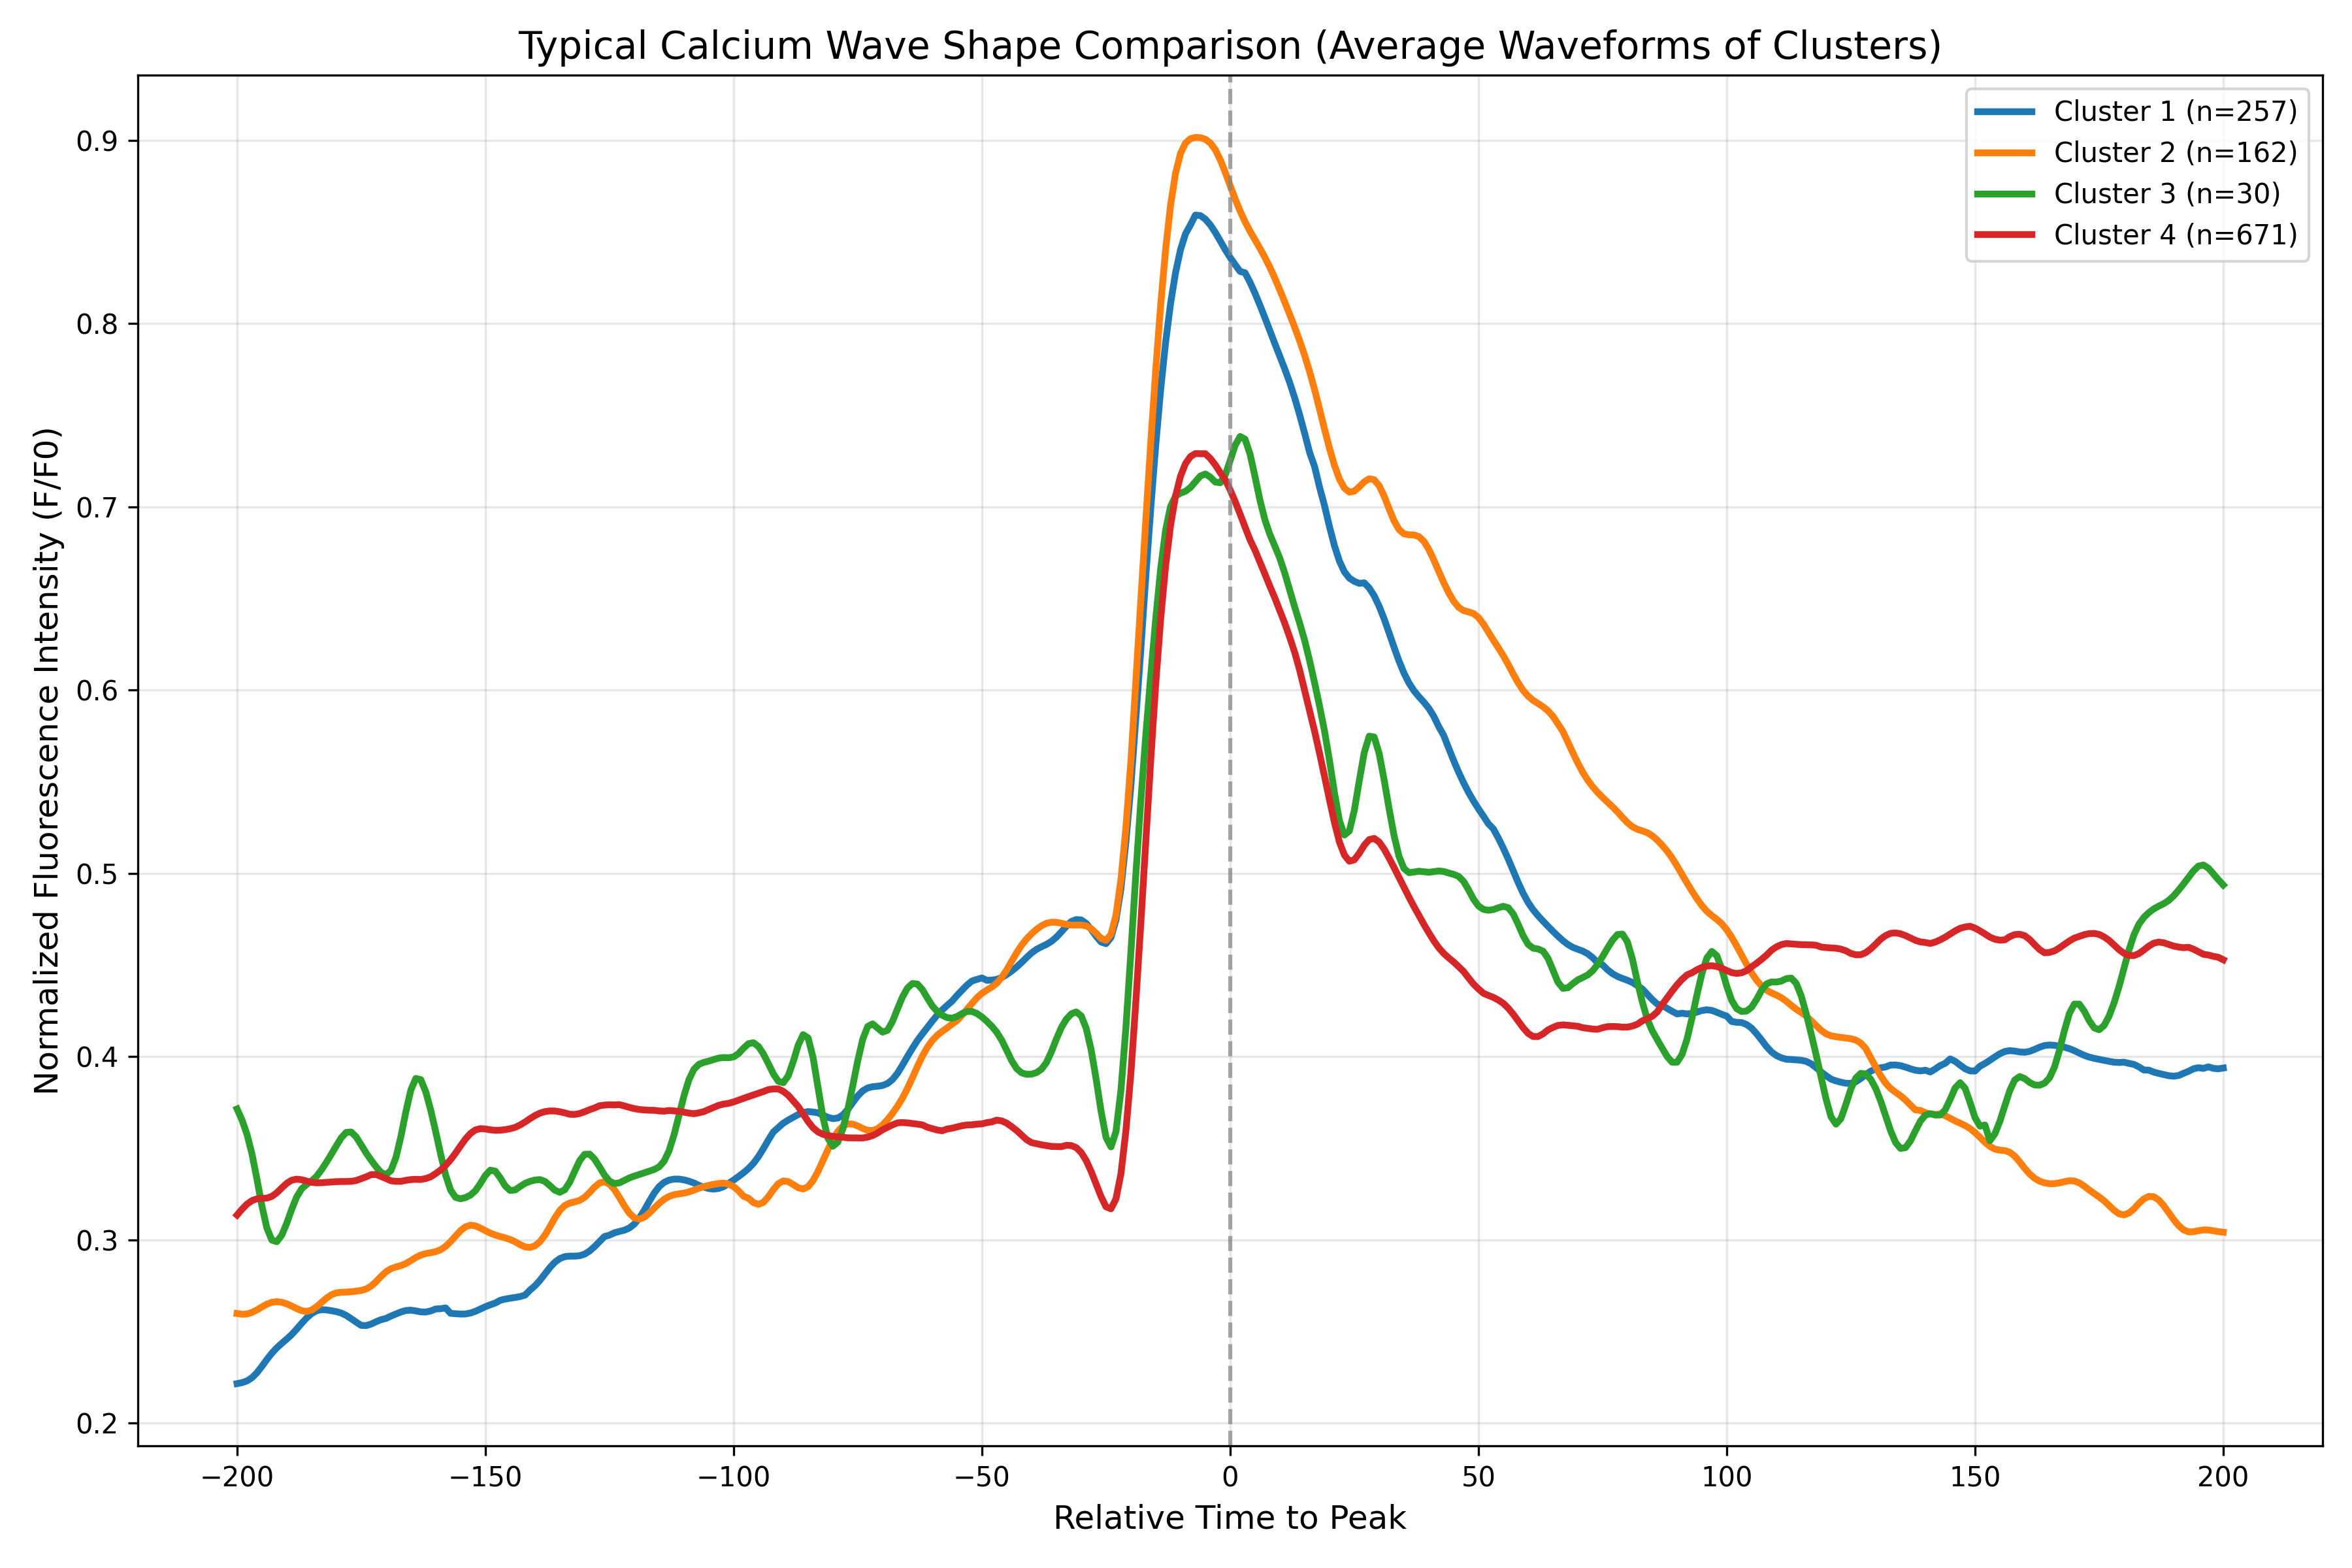 Typical Calcium Wave Shape Comparison (Average Waveforms of Clusters)
Cluster 1 (n=257)
Cluster 2 (n=162)
Cluster 3 (n=30)
Cluster 4 (n=671)
Normalized Fluorescence Intensity (F/F0)
0.9
0.8
0.7
0.6
0.5
0.4
0.3
0.2
−200 −150 −100 −50 0 50 100 150 200
Relative Time to Peak